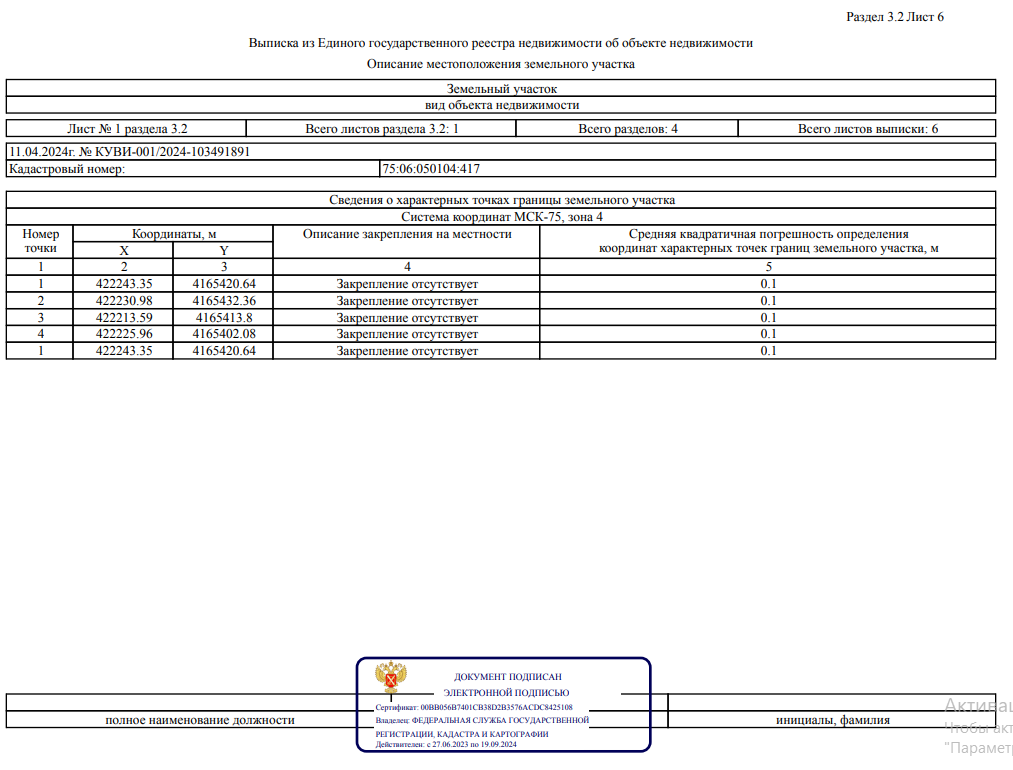 Раздел 3.2 Лист 6
Выписка из Единого государственного реестра недвижимости об объекте недвижимости
Описание местоположения земельного участка
Земельный участок
вид объекта недвижимости
Лист № 1 раздела 3.2 Всего листов раздела 3.2: 1 Всего разделов: 4 Всего листов выписки: 6
11.04.2024г. № КУВИ-001/2024-103491891
Кадастровый номер: 75:06:050104:417
Сведения о характерных точках границы земельного участка
Система координат МСК-75, зона 4
Номер Координаты, м Описание закрепления на местности Средняя квадратичная погрешность определения
точки X Y координат характерных точек границ земельного участка, м
1 2 3 4 5
1 422243.35 4165420.64 Закрепление отсутствует 0.1
2 422230.98 4165432.36 Закрепление отсутствует 0.1
3 422213.59 4165413.8 Закрепление отсутствует 0.1
4 422225.96 4165402.08 Закрепление отсутствует 0.1
1 422243.35 4165420.64 Закрепление отсутствует 0.1
ДОКУМЕНТ ПОДПИСАН
ЭЛЕКТРОННОЙ ПОДПИСЬЮ
Сертификат: 00BB056B7401CB38D2B3576ACDC8425108
Владелец: ФЕДЕРАЛЬНАЯ СЛУЖБА ГОСУДАРСТВЕННОЙ
РЕГИСТРАЦИИ, КАДАСТРА И КАРТОГРАФИИ
Действителен: с 27.06.2023 по 19.09.2024
полное наименование должности инициалы, фамилия
Активац
Чтобы акт
"Парамет